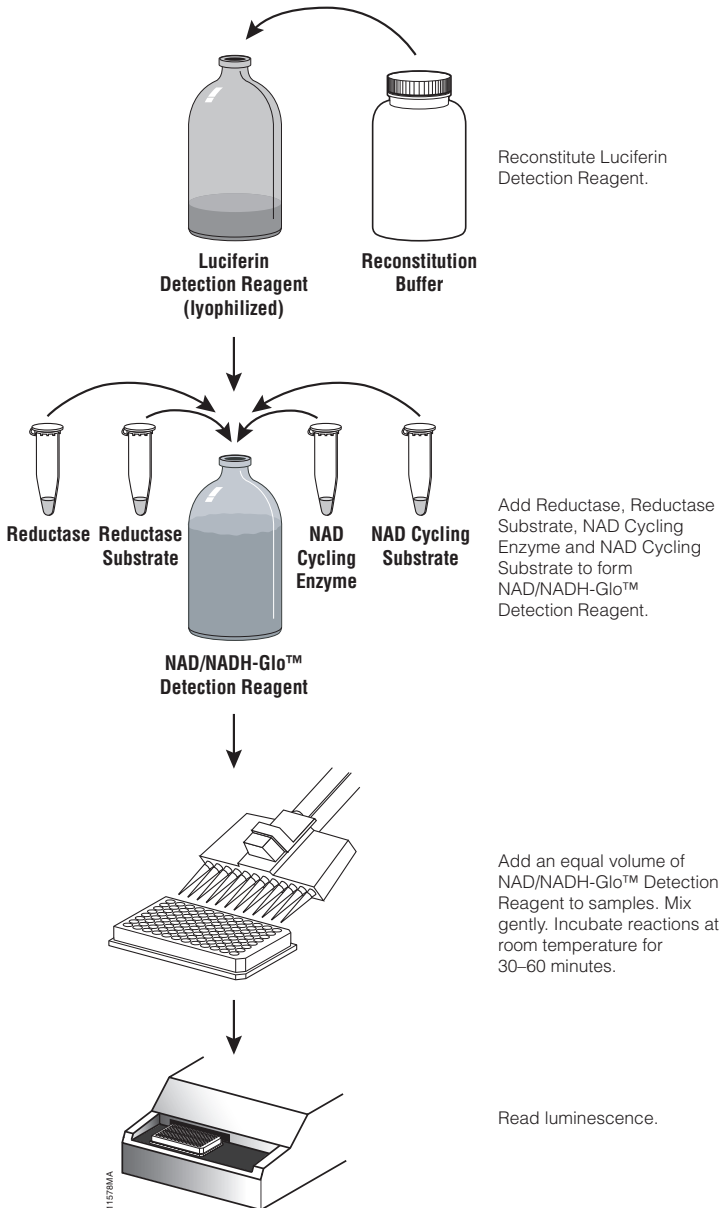 Reconstitute Luciferin
Detection Reagent.
Luciferin
Detection Reagent
(lyophilized)
Reconstitution
Buffer
Reductase
Reductase
Substrate
NAD
Cycling
Enzyme
NAD Cycling
Substrate
Add Reductase, Reductase
Substrate, NAD Cycling
Enzyme and NAD Cycling
Substrate to form
NAD/NADH-Glo™
Detection Reagent.
NAD/NADH-Glo™
Detection Reagent
Add an equal volume of
NAD/NADH-Glo™ Detection
Reagent to samples. Mix
gently. Incubate reactions at
room temperature for
30–60 minutes.
Read luminescence.
11578MA